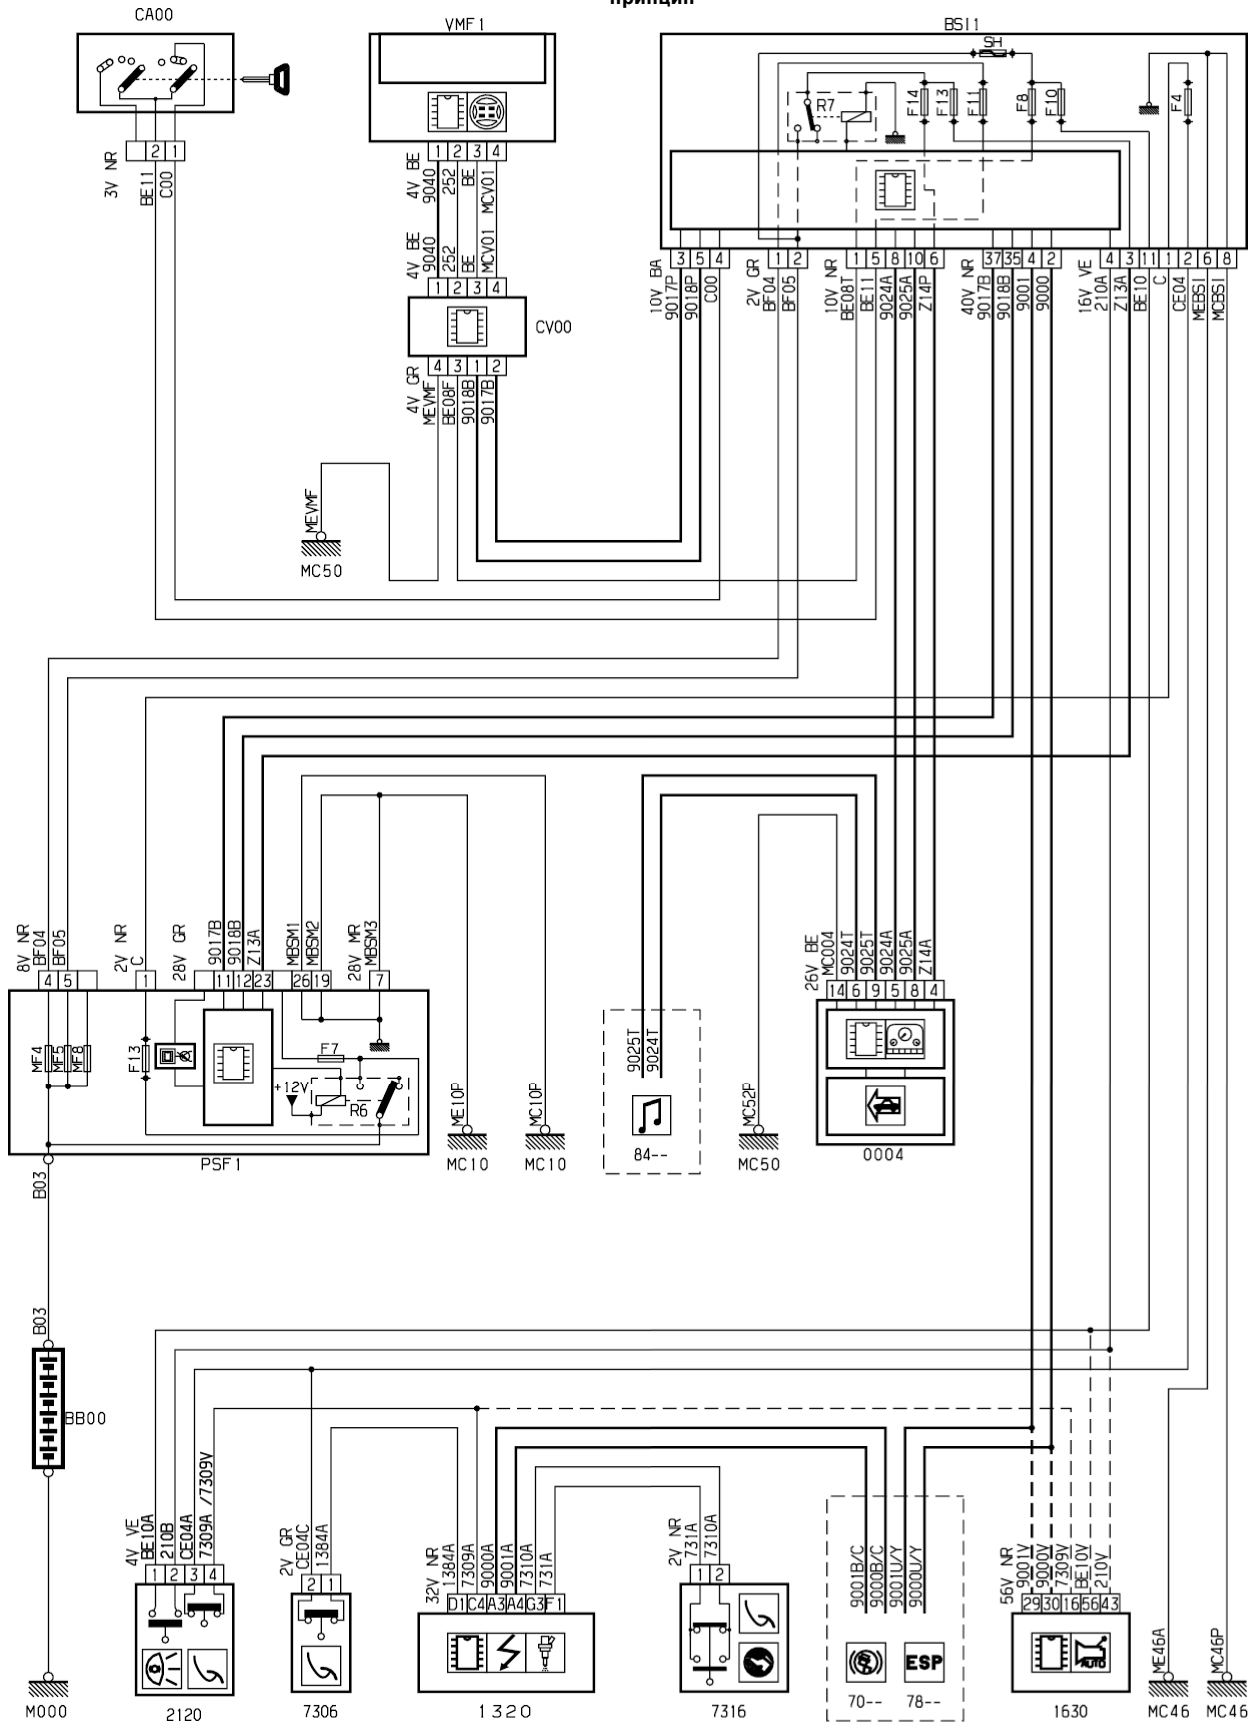 принцип
CA00
VMF1
BSI1
SH
R7
F14
F13
F11
F8
F10
F4
2 1
3V NR
BE11
C00
1 2 3 4
4V BE
9040
252
BE
MCV01
4V BE
9040
252
BE
MCV01
1 2 3 4
CV00
4 3 1 2
4V GR
MEVMF
BE08F
9018B
9017B
3 5 4
10V BA
9017P
9018P
C00
1 2
2V GR
BF04
BF05
1 5 8 10 6
10V NR
BE08T
BE11
9024A
9025A
Z14P
37 35 4 2
40V NR
9017B
9018B
9001
9000
4 3 11 1 2 6 8
16V VE
210A
Z13A
BE10
C
CE04
MEBSI
MCBSI
MEVMF
MC50
8V NR
BF04
BF05
4 5
2V NR
C
1
28V GR
9017B
9018B
Z13A
MBSM1
MBSM2
11 12 23 26 19
28V MR
MBSM3
7
MF4
MF5
MF8
F13
F7
+12V
R6
PSF1
ME10P
MC10
MC10P
MC10
9025T
9024T
84--
MC52P
MC50
26V BE
MC004
9024T
9025T
9024A
9025A
Z14A
14 6 9 5 8 4
0004
B03
B03
BB00
M000
4V VE
BE10A
210B
CE04A
7309A /7309V
1 2 3 4
2120
2V GR
CE04C
1384A
2 1
7306
32V NR
1384A
7309A
9000A
9001A
7310A
731A
D1 C4 A3 A4 G3 F1
1320
2V NR
731A
7310A
1 2
7316
9001B/C
9000B/C
9001U/Y
9000U/Y
ESP
70--
78--
56V NR
9001V
9000V
7309V
BE10V
210V
29 30 16 56 43
AUTO
1630
ME46A
MC46
MC46P
MC46